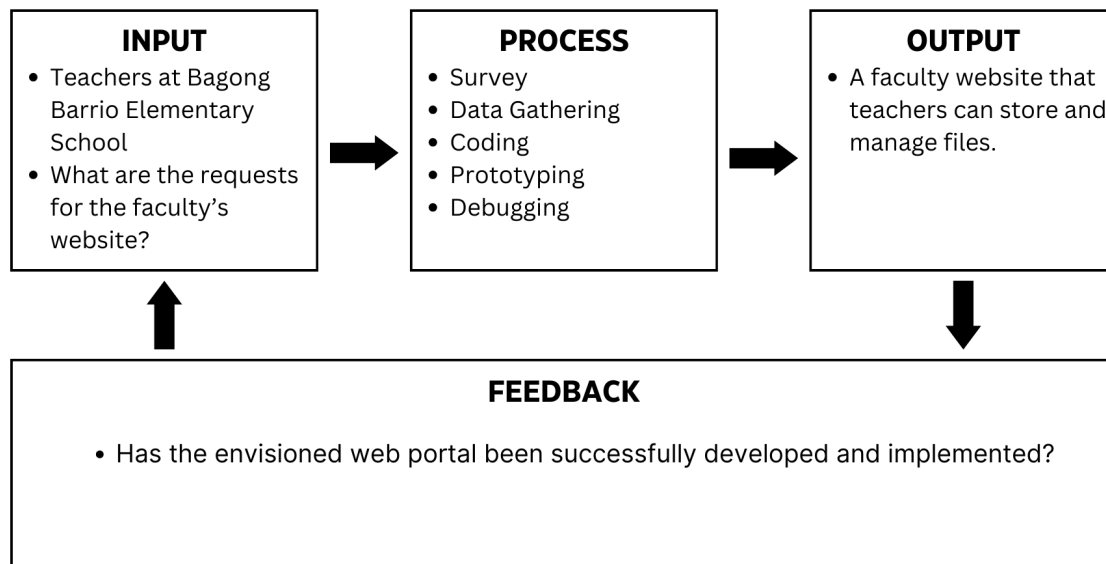 INPUT
• Teachers at Bagong
Barrio Elementary
School
• What are the requests
for the faculty’s
website?
PROCESS
• Survey
• Data Gathering
• Coding
• Prototyping
• Debugging
OUTPUT
• A faculty website that
teachers can store and
manage files.
FEEDBACK
• Has the envisioned web portal been successfully developed and implemented?